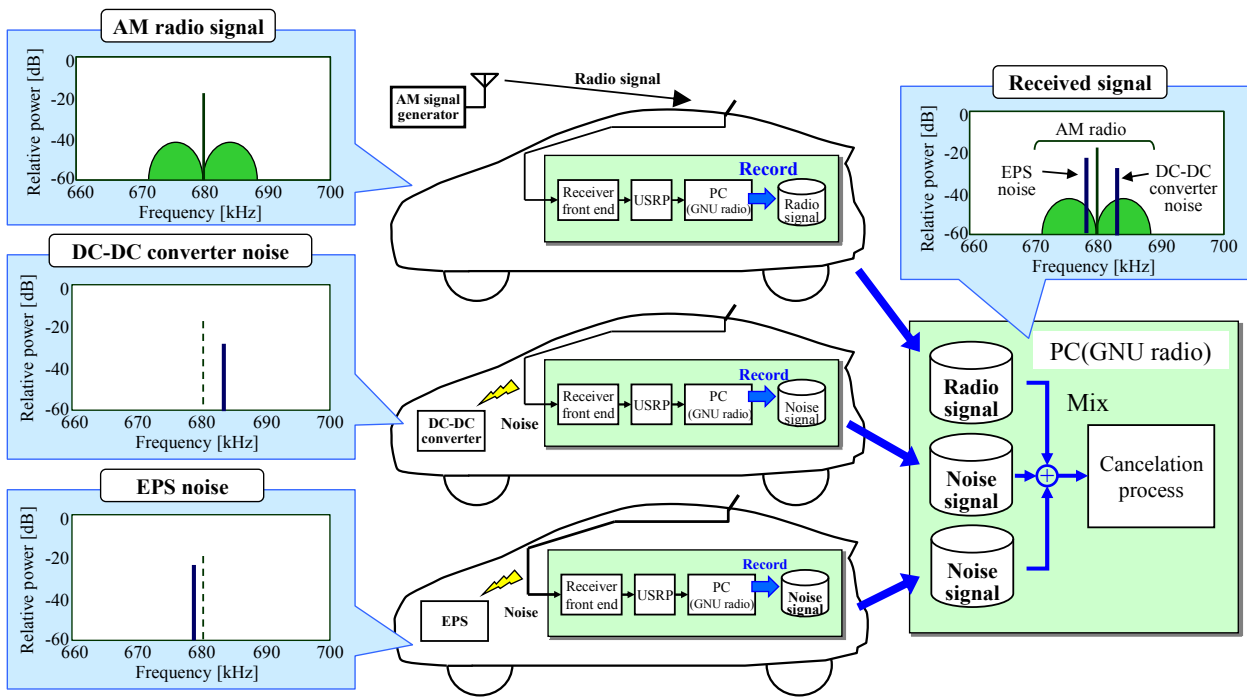 AM radio signal
Relative power [dB]
0
-20
-40
-60
660
670
680
690
700
Frequency [kHz]
DC-DC converter noise
Relative power [dB]
0
-20
-40
-60
660
670
680
690
700
Frequency [kHz]
EPS noise
Relative power [dB]
0
-20
-40
-60
660
670
680
690
700
Frequency [kHz]
AM signal
generator
Radio signal
Receiver
front end
USRP
PC
(GNU radio)
Record
Radio
signal
DC-DC
converter
Noise
Receiver
front end
USRP
PC
(GNU radio)
Record
Noise
signal
EPS
Noise
Receiver
front end
USRP
PC
(GNU radio)
Record
Noise
signal
Received signal
Relative power [dB]
0
-20
-40
-60
AM radio
EPS
noise
DC-DC
converter
noise
660
670
680
690
700
Frequency [kHz]
PC(GNU radio)
Radio
signal
Noise
signal
Noise
signal
Mix
+
Cancelation
process